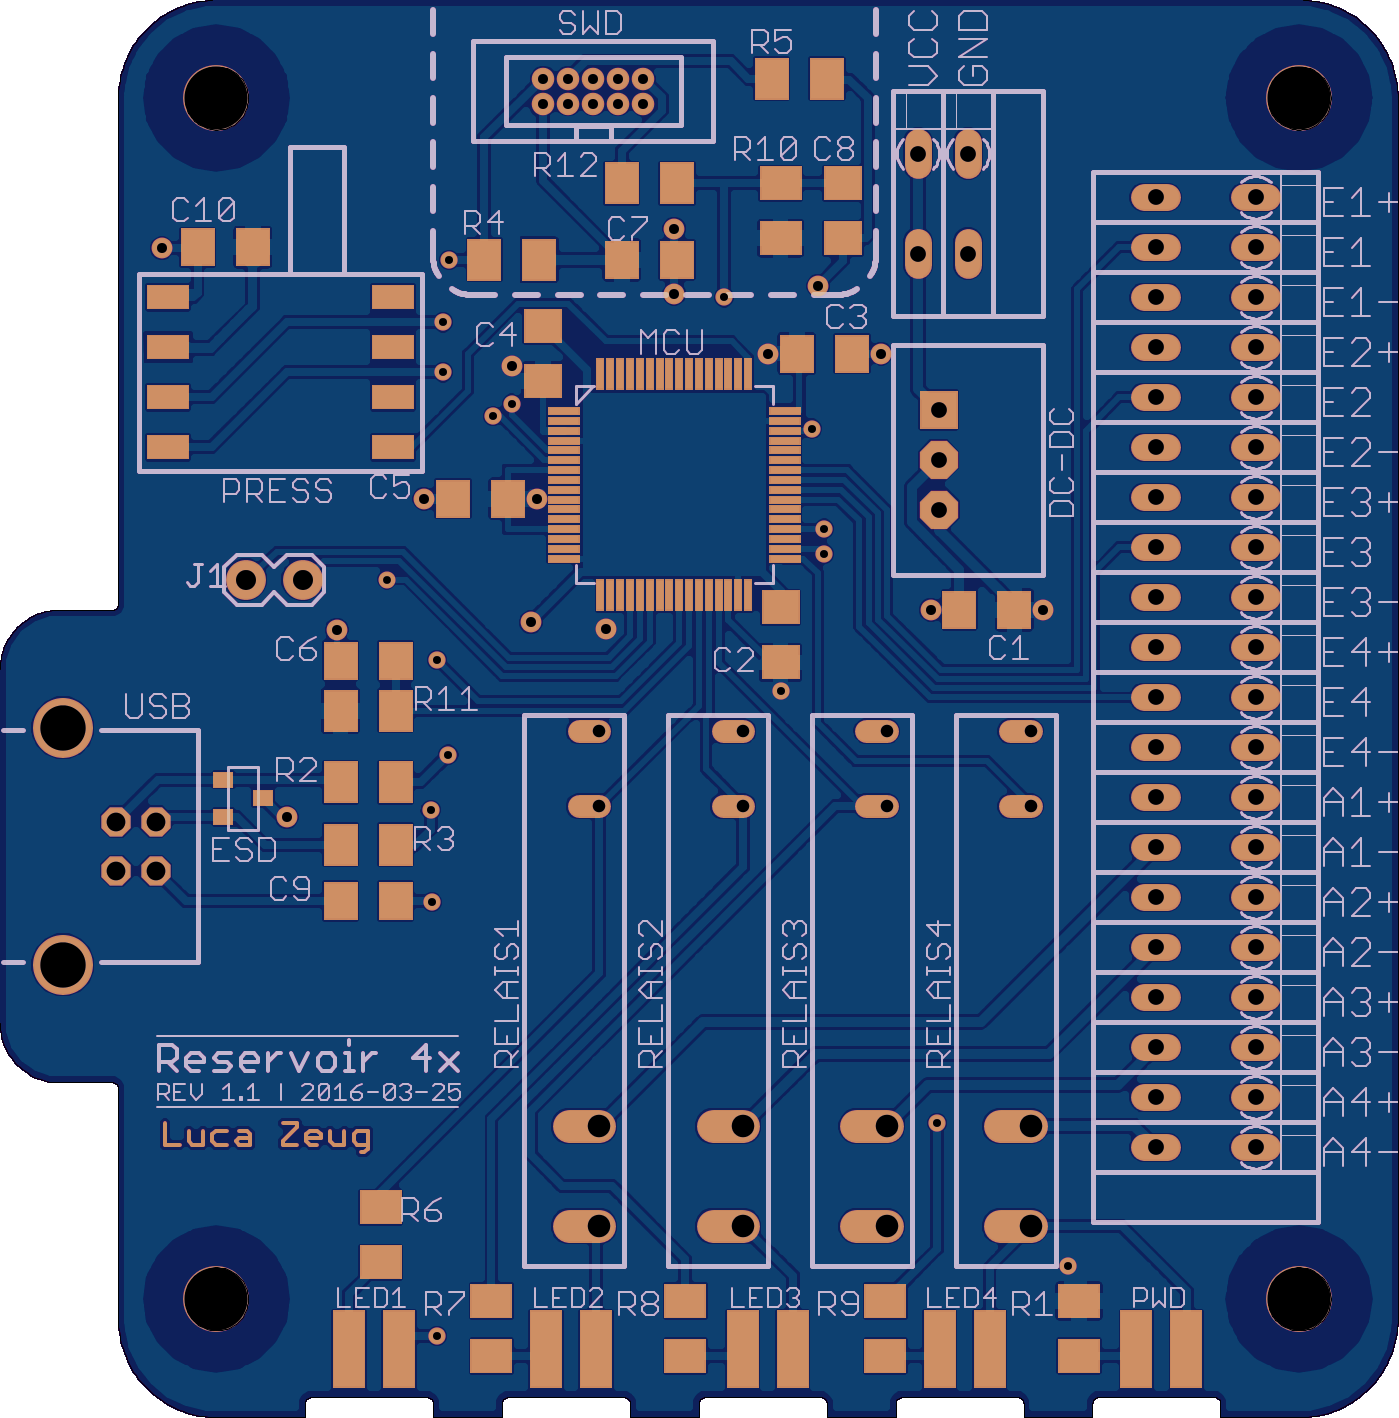 SWD
R5
VCC
GND
R12
R10 C8
C10
R4
C7
E1+
E1
E1-
E2+
E2
E2-
E3+
E3
E3-
E4+
E4
E4-
A1+
A1-
A2+
A2-
A3+
A3-
A4+
A4-
C4
MCU
C3
DC-DC
PRESS
C5
J1
C6
C2
C1
R11
USB
R2
R3
ESD
C9
RELAIS1
RELAIS2
RELAIS3
RELAIS4
Reservoir 4x
REV 1.1 | 2016-03-25
Luca Zeug
R6
LED1
R7
LED2
R8
LED3
R9
LED4
R1
PWD